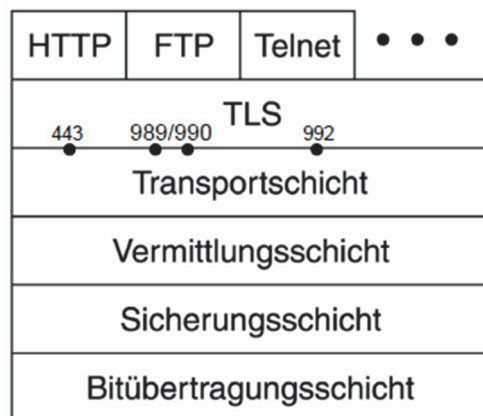 HTTP FTP Telnet • • •
TLS
443 989/990 992
Transportschicht
Vermittlungsschicht
Sicherungsschicht
Bitübertragungsschicht